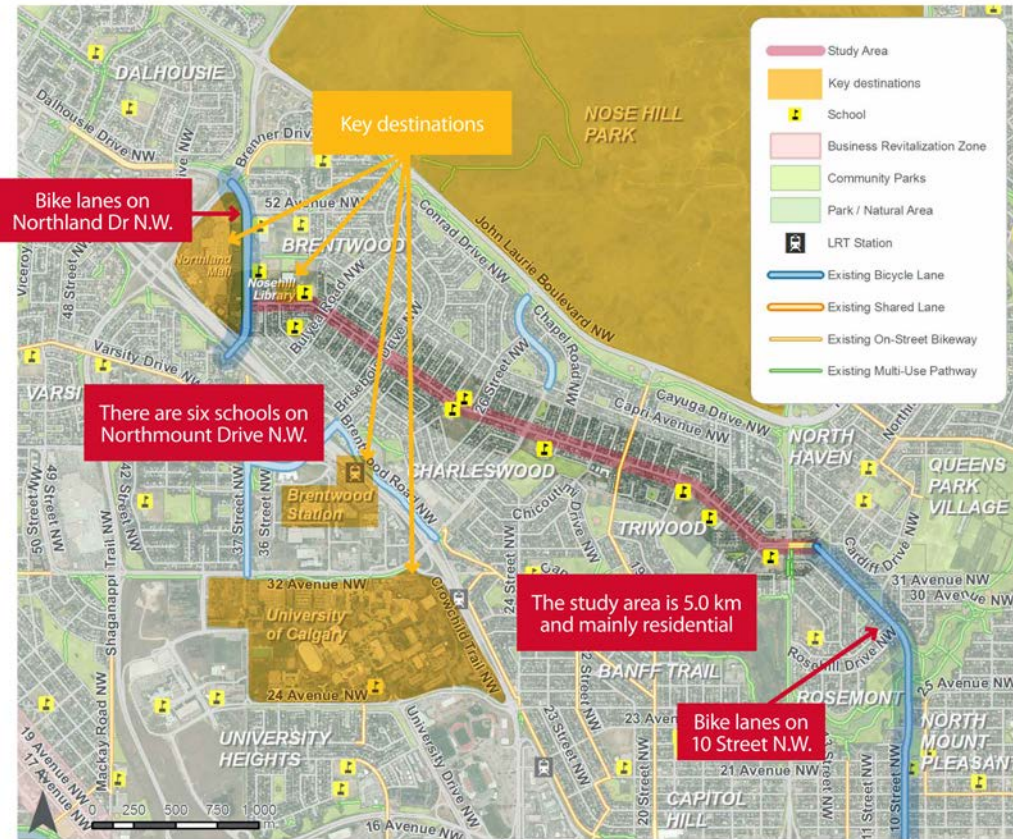 DALHOUSIE
Dalhousie Drive NW
Brenner Drive
NOSE HILL
PARK
Key destinations
Study Area
Key destinations
School
Business Revitalization Zone
Community Parks
Park / Natural Area
LRT Station
Existing Bicycle Lane
Existing Shared Lane
Existing On-Street Bikeway
Existing Multi-Use Pathway
Bike lanes on
Northland Dr N.W.
52 Avenue NW
BRENTWOOD
Northland
Mall
Nosehill
Library
Conrad Drive NW
John Laurie Boulevard NW
48 Street NW
Varsity Drive NW
Bulyea Road NW
26 Street NW
Chapel Road NW
Capri Avenue NW
Cayuga Drive NW
There are six schools on
Northmount Drive N.W.
Brentwood Road NW
Brentwood
Station
CHARLESWOOD
NORTH
HAVEN
QUEENS
PARK
VILLAGE
50 Street NW
49 Street NW
42 Street NW
37 Street NW
36 Street NW
TRIWOOD
Cardiff Drive NW
Shaganappi Trail NW
32 Avenue NW
University
of Calgary
Crowchild Trail NW
24 Street NW
The study area is 5.0 km
and mainly residential
31 Avenue NW
30 Avenue NW
Rosehill Drive NW
ROSEMONT
BANFF TRAIL
24 Avenue NW
25 Avenue NW
23 Avenue NW
Bike lanes on
10 Street N.W.
NORTH
MOUNT
PLEASANT
UNIVERSITY
HEIGHTS
University Drive NW
23 Street NW
21 Avenue NW
20 Street NW
11 Street NW
10 Street NW
CAPITOL
HILL
Mackay Road NW
19 Avenue NW
17 Avenue NW
16 Avenue NW
0 250 500 750 1,000